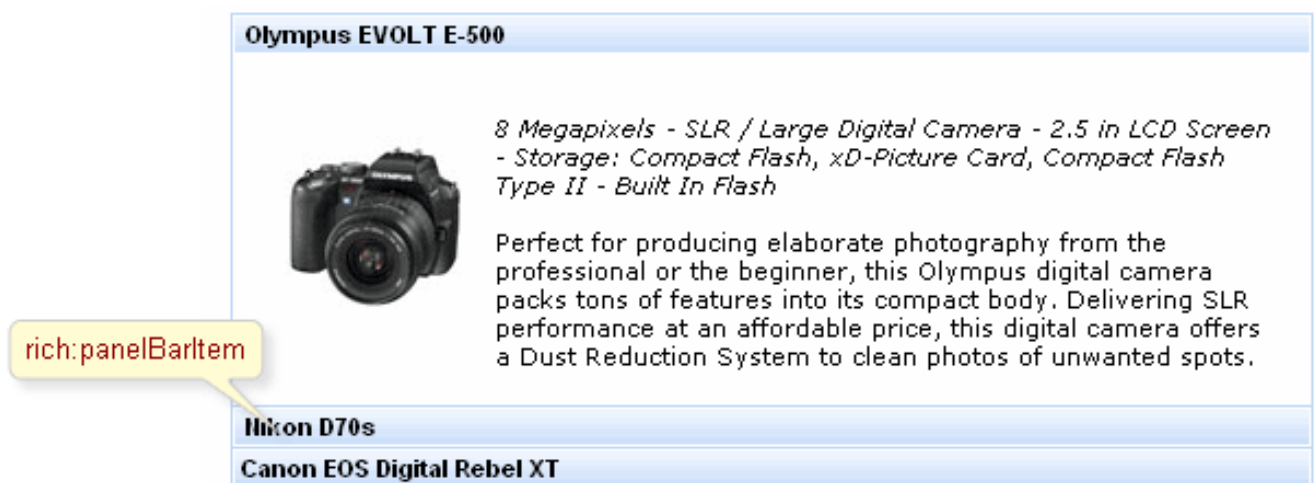 Olympus EVOLT E-500
8 Megapixels - SLR / Large Digital Camera - 2.5 in LCD Screen
- Storage: Compact Flash, xD-Picture Card, Compact Flash
Type II - Built In Flash
OLYMPUS
Perfect for producing elaborate photography from the
professional or the beginner, this Olympus digital camera
packs tons of features into its compact body. Delivering SLR
performance at an affordable price, this digital camera offers
a Dust Reduction System to clean photos of unwanted spots.
rich:panelBarItem
Nikon D70s
Canon EOS Digital Rebel XT